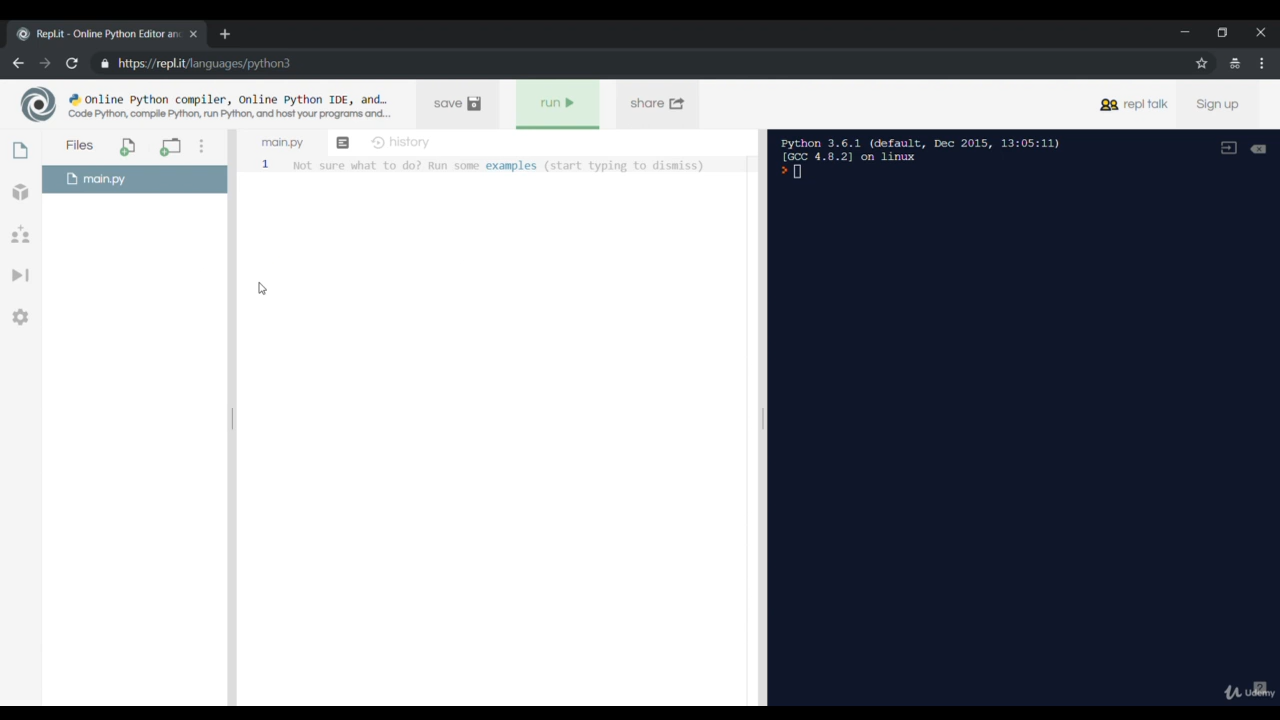 Repl.it - Online Python Editor and
https://repl.it/languages/python3
Online Python compiler, Online Python IDE, and...
Code Python, compile Python, run Python, and host your programs and...
save
run
share
repl talk
Sign up
Files
main.py
history
main.py
1 Not sure what to do? Run some examples (start typing to dismiss)
Python 3.6.1 (default, Dec 2015, 13:05:11)
[GCC 4.8.2] on linux
>
?
Udemy